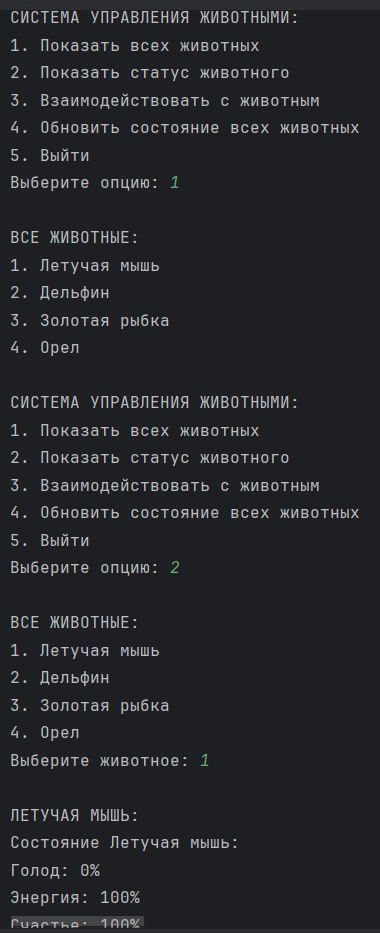 СИСТЕМА УПРАВЛЕНИЯ ЖИВОТНЫМИ:
1. Показать всех животных
2. Показать статус животного
3. Взаимодействовать с животным
4. Обновить состояние всех животных
5. Выйти
Выберите опцию: 1
ВСЕ ЖИВОТНЫЕ:
1. Летучая мышь
2. Дельфин
3. Золотая рыбка
4. Орел
СИСТЕМА УПРАВЛЕНИЯ ЖИВОТНЫМИ:
1. Показать всех животных
2. Показать статус животного
3. Взаимодействовать с животным
4. Обновить состояние всех животных
5. Выйти
Выберите опцию: 2
ВСЕ ЖИВОТНЫЕ:
1. Летучая мышь
2. Дельфин
3. Золотая рыбка
4. Орел
Выберите животное: 1
ЛЕТУЧАЯ МЫШЬ:
Состояние Летучая мышь:
Голод: 0%
Энергия: 100%
Счастье: 100%